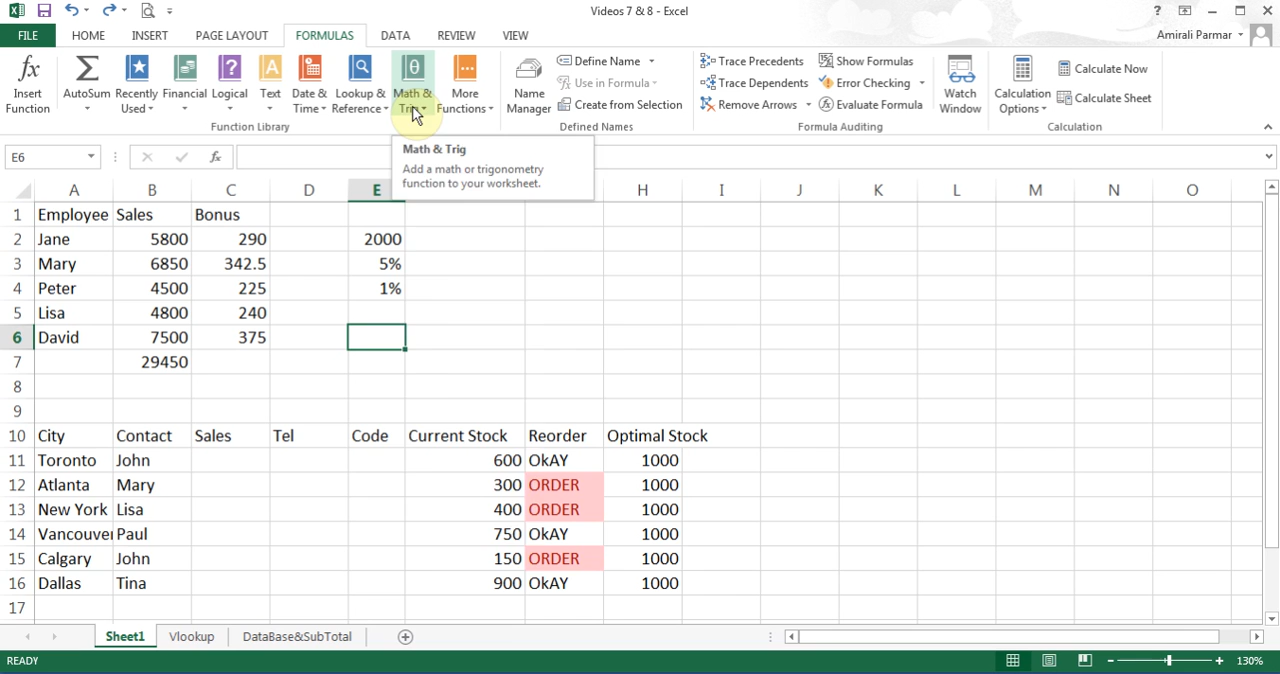 Videos 7 & 8 - Excel
?
FILE HOME INSERT PAGE LAYOUT FORMULAS DATA REVIEW VIEW Amirali Parmar
fx Σ ? A θ
Insert Function
AutoSum
Recently Used
Financial
Logical
Text
Date & Time
Lookup & Reference
Math & Trig
More Functions
Function Library
Name Manager
Define Name
Use in Formula
Create from Selection
Defined Names
Trace Precedents
Trace Dependents
Remove Arrows
Show Formulas
Error Checking
Evaluate Formula
Formula Auditing
Watch Window
Calculation Options
Calculate Now
Calculate Sheet
Calculation
E6 fx
Math & Trig
Add a math or trigonometry
function to your worksheet.
A B C D E H I J K L M N O
1 Employee Sales Bonus
2 Jane 5800 290 2000
3 Mary 6850 342.5 5%
4 Peter 4500 225 1%
5 Lisa 4800 240
6 David 7500 375
7 29450
8
9
10 City Contact Sales Tel Code Current Stock Reorder Optimal Stock
11 Toronto John 600 OkAY 1000
12 Atlanta Mary 300 ORDER 1000
13 New York Lisa 400 ORDER 1000
14 Vancouver Paul 750 OkAY 1000
15 Calgary John 150 ORDER 1000
16 Dallas Tina 900 OkAY 1000
17
Sheet1 Vlookup DataBase&SubTotal
READY 130%